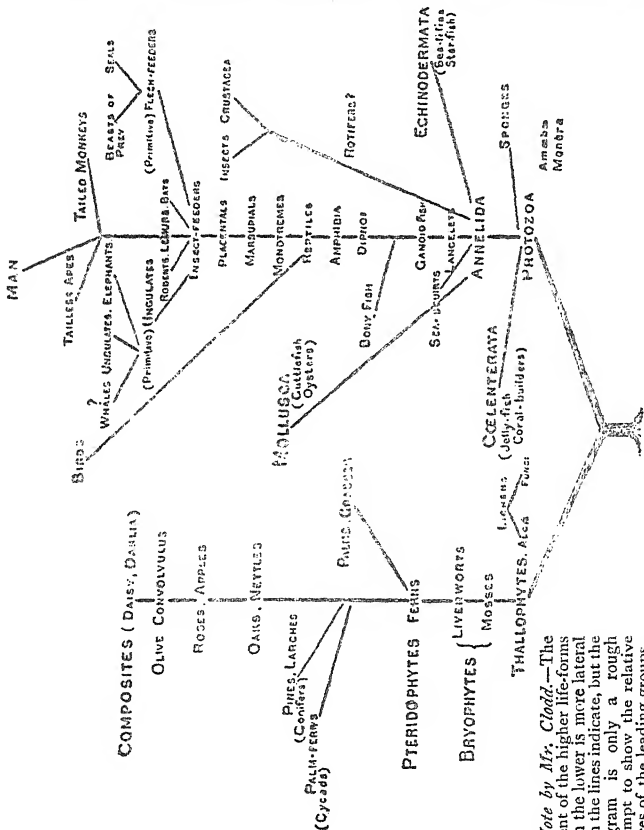 MAN
TAILLESS APES
TAILED MONKEYS
BEASTS OF
PREY
SEALS
(Primitive) FLESH-FEEDERS
?
WHALES UNGULATES. ELEPHANTS
(Primitive) UNGULATES
RODENTS. LEMURS. BATS
INSECT-FEEDERS
BIRDS
PLACENTALS
MARSUPIALS
MONOTREMES
REPTILES
AMPHIBIA
DIPNOI
INSECTS CRUSTACEA
ROTIFERS?
BONY FISH
GANOID FISH
SEA-SQUIRTS
LANCELETS
ANNELIDA
ECHINODERMATA
(Sea-lilies
Star-fish)
MOLLUSCA
(Cuttlefish
Oysters)
SPONGES
PROTOZOA
Amœba
Monera
CŒLENTERATA
(Jelly-fish
Coral-builders)
COMPOSITES (DAISY, DAHLIA)
OLIVE CONVOLVULUS
ROSES. APPLES
OAKS. NETTLES
PALMS. GRASSES
PINES, LARCHES
(Conifers)
PALM-FERNS
(Cycads)
PTERIDOPHYTES FERNS
BRYOPHYTES { LIVERWORTS
MOSSES
LICHENS
FUNGI
THALLOPHYTES. ALGÆ
by Mr. Clodd.—The
of the higher life-forms
the lower is more lateral
the lines indicate, but the
is only a rough
to show the relative
of the leading groups